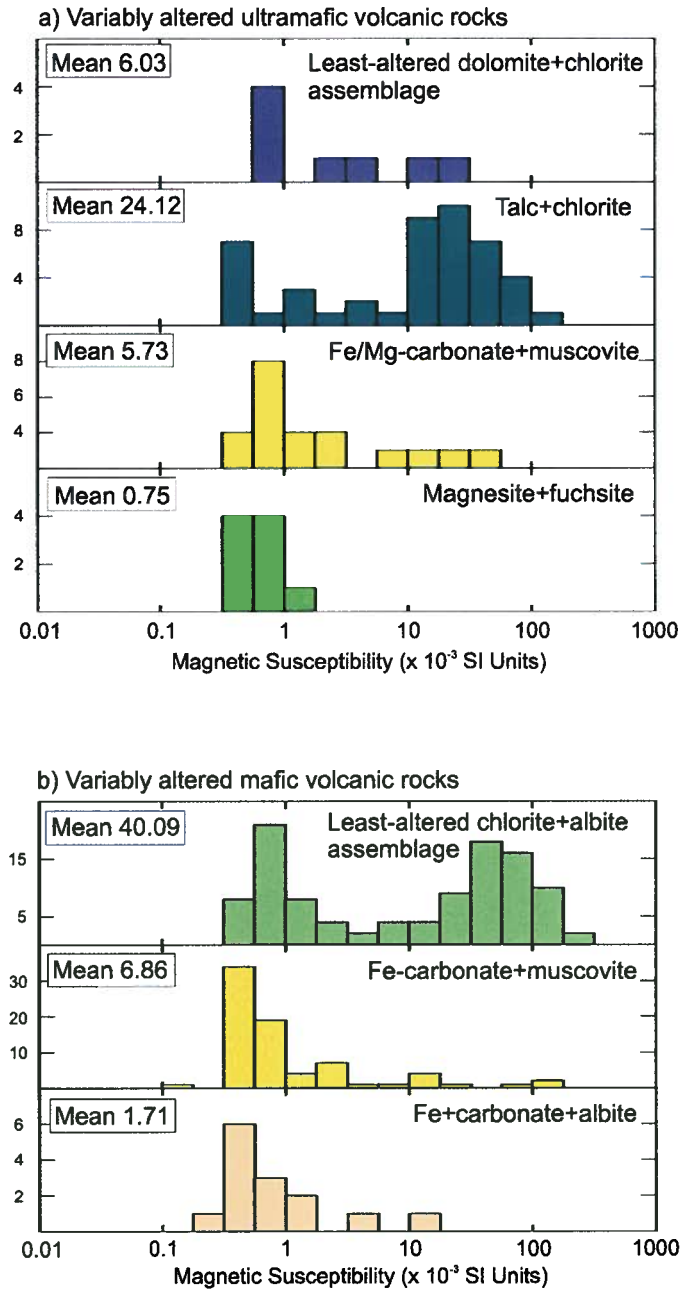 a) Variably altered ultramafic volcanic rocks
Mean 6.03
Least-altered dolomite+chlorite
assemblage
4
2
Mean 24.12
Talc+chlorite
8
4
Mean 5.73
Fe/Mg-carbonate+muscovite
8
6
4
Mean 0.75
Magnesite+fuchsite
4
2
0.01 0.1 1 10 100 1000
Magnetic Susceptibility (x 10⁻³ SI Units)
b) Variably altered mafic volcanic rocks
Mean 40.09
Least-altered chlorite+albite
assemblage
15
5
Mean 6.86
Fe-carbonate+muscovite
30
20
10
Mean 1.71
Fe+carbonate+albite
6
4
2
0.01 0.1 1 10 100 1000
Magnetic Susceptibility (x 10⁻³ SI Units)